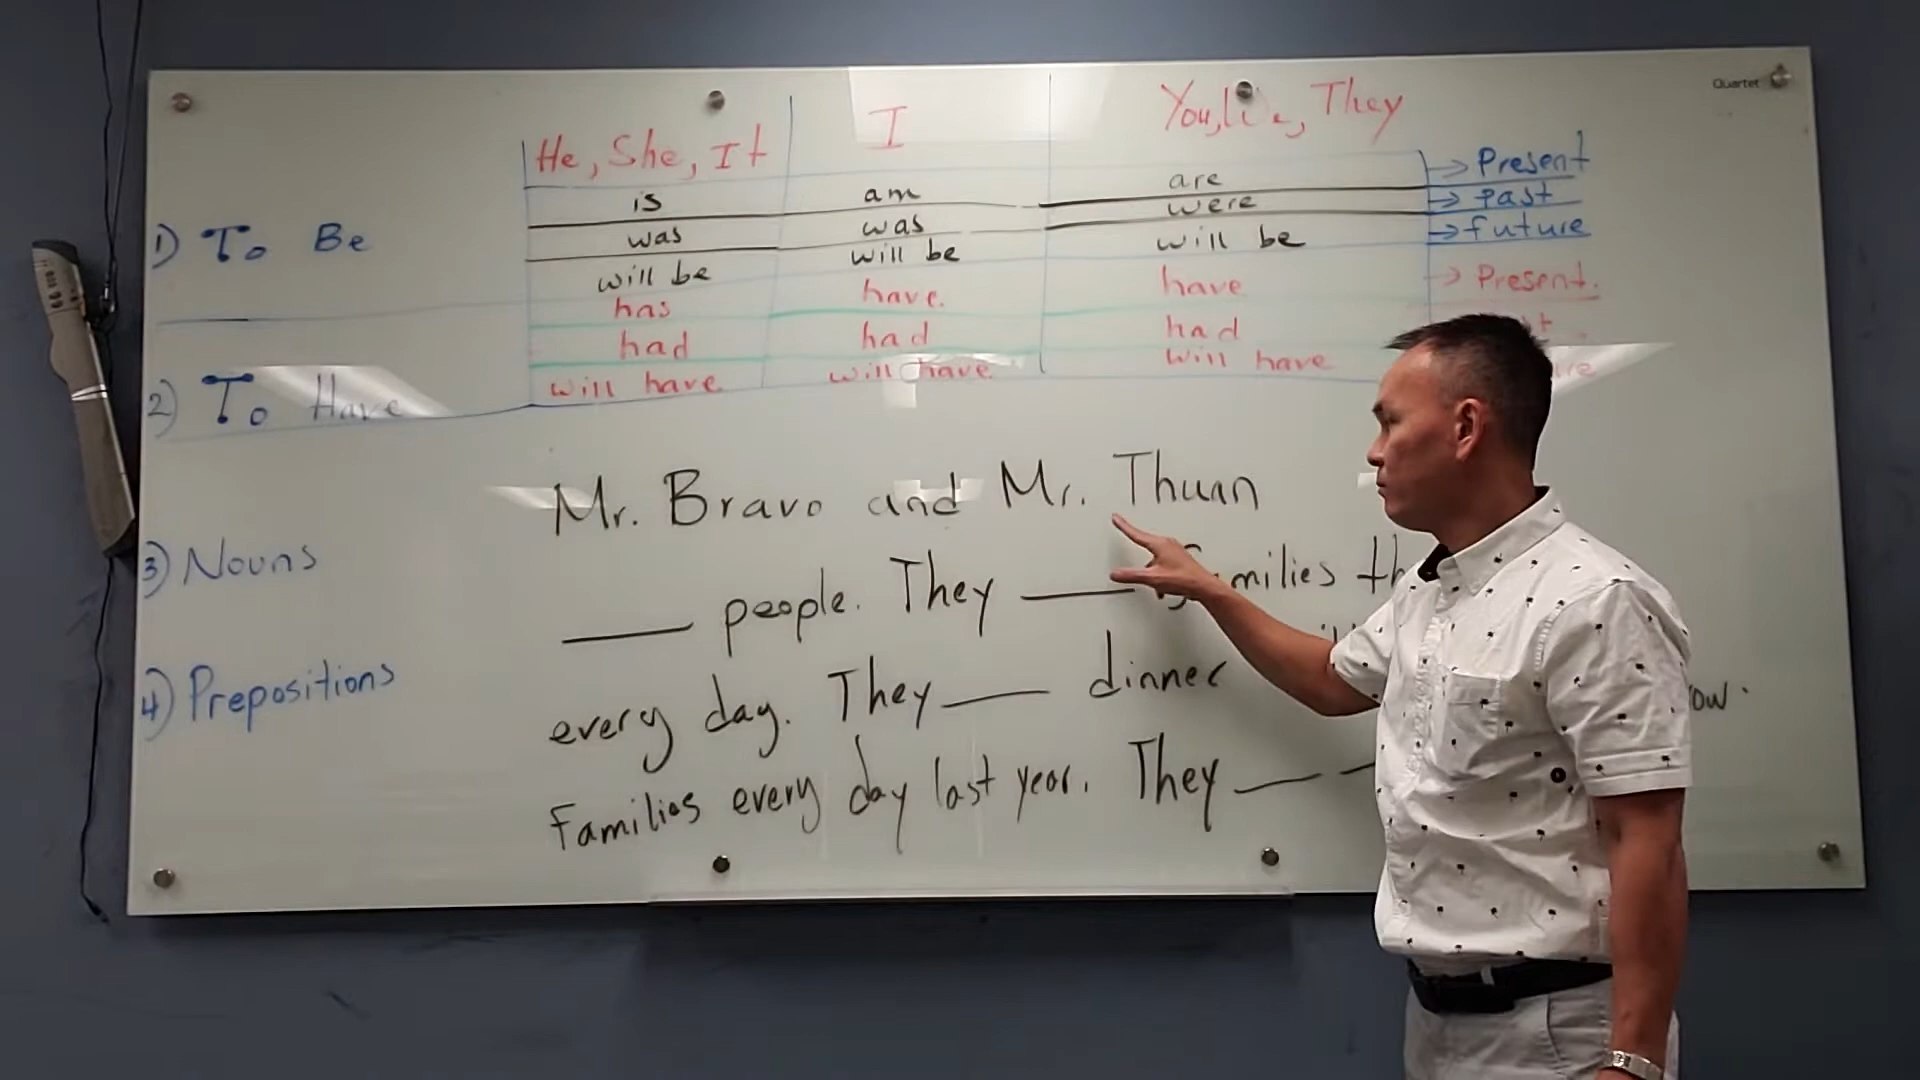 Quartet
He, She, It I You, , They
is am are → Present
was was were → past
1) To Be will be will be will be → future
has have. have → Present.
had had had
2) To Have will have will have will have
Mr. Bravo and Mr. Thuan
3) Nouns
___ people. They ___ families
4) Prepositions
every day. They ___ dinner
Families every day last year. They ___ __